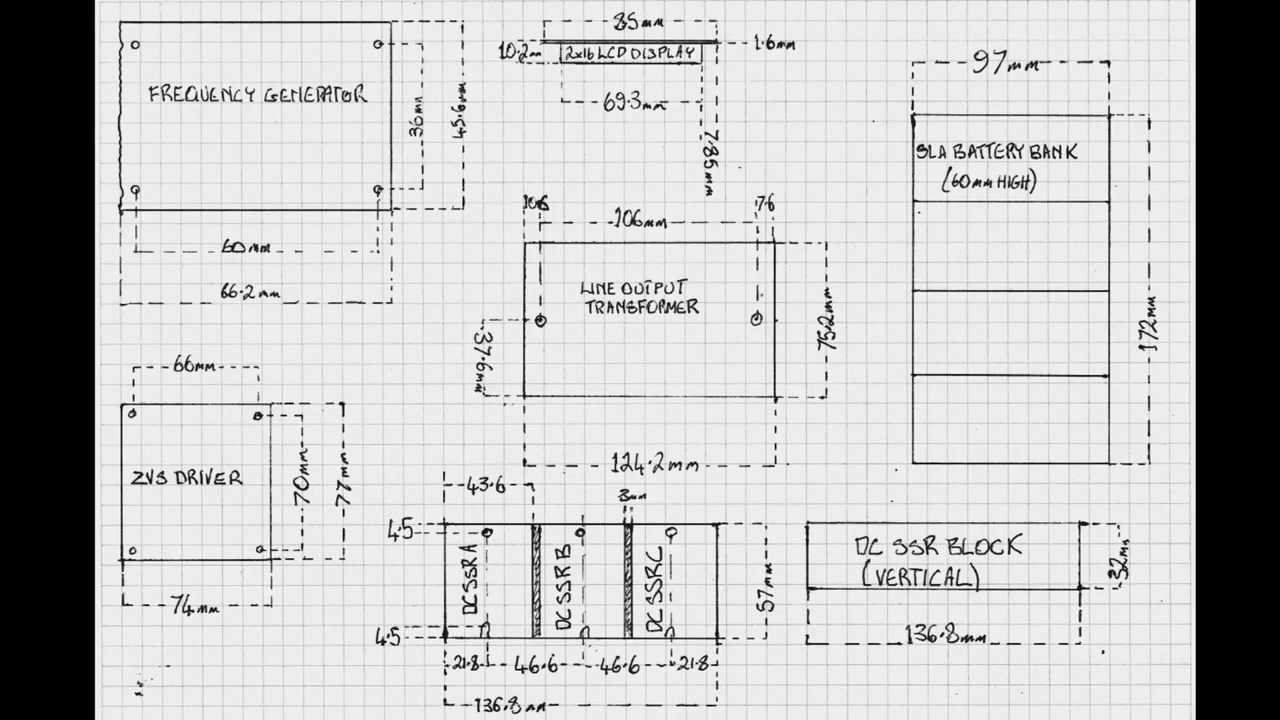 FREQUENCY GENERATOR
36mm
45.6mm
60mm
66.2mm
85mm
10.2mm
2x16 LCD DISPLAY
1.6mm
69.3mm
7.85mm
97mm
SLA BATTERY BANK
(60mm HIGH)
172mm
10.6
106mm
7.6
LINE OUTPUT
TRANSFORMER
37.6mm
75.2mm
124.2mm
66mm
ZVS DRIVER
70mm
77mm
74mm
43.6
3mm
4.5
DC SSR A
DC SSR B
DC SSR C
57mm
4.5
21.8
46.6
46.6
21.8
136.8mm
DC SSR BLOCK
(VERTICAL)
32mm
136.8mm